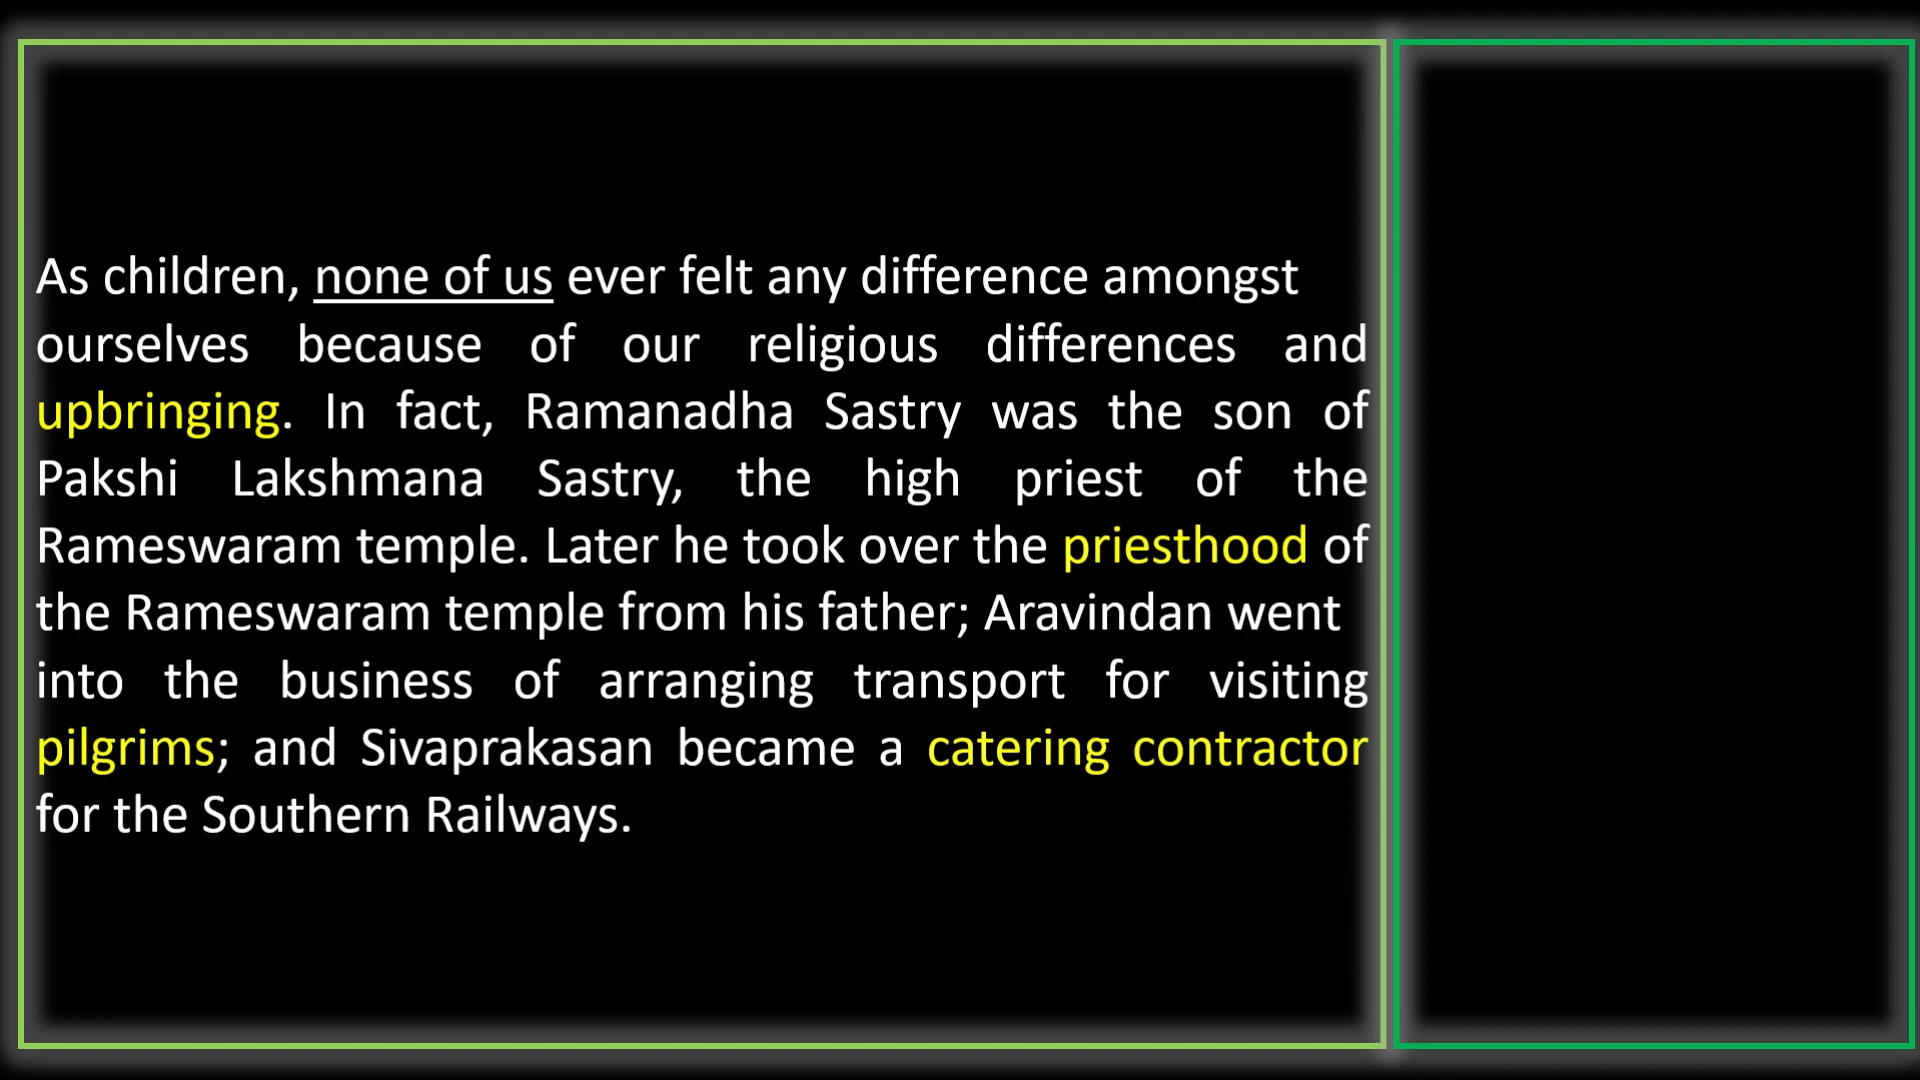 As children, none of us ever felt any difference amongst
ourselves because of our religious differences and
upbringing. In fact, Ramanadha Sastry was the son of
Pakshi Lakshmana Sastry, the high priest of the
Rameswaram temple. Later he took over the priesthood of
the Rameswaram temple from his father; Aravindan went
into the business of arranging transport for visiting
pilgrims; and Sivaprakasan became a catering contractor
for the Southern Railways.